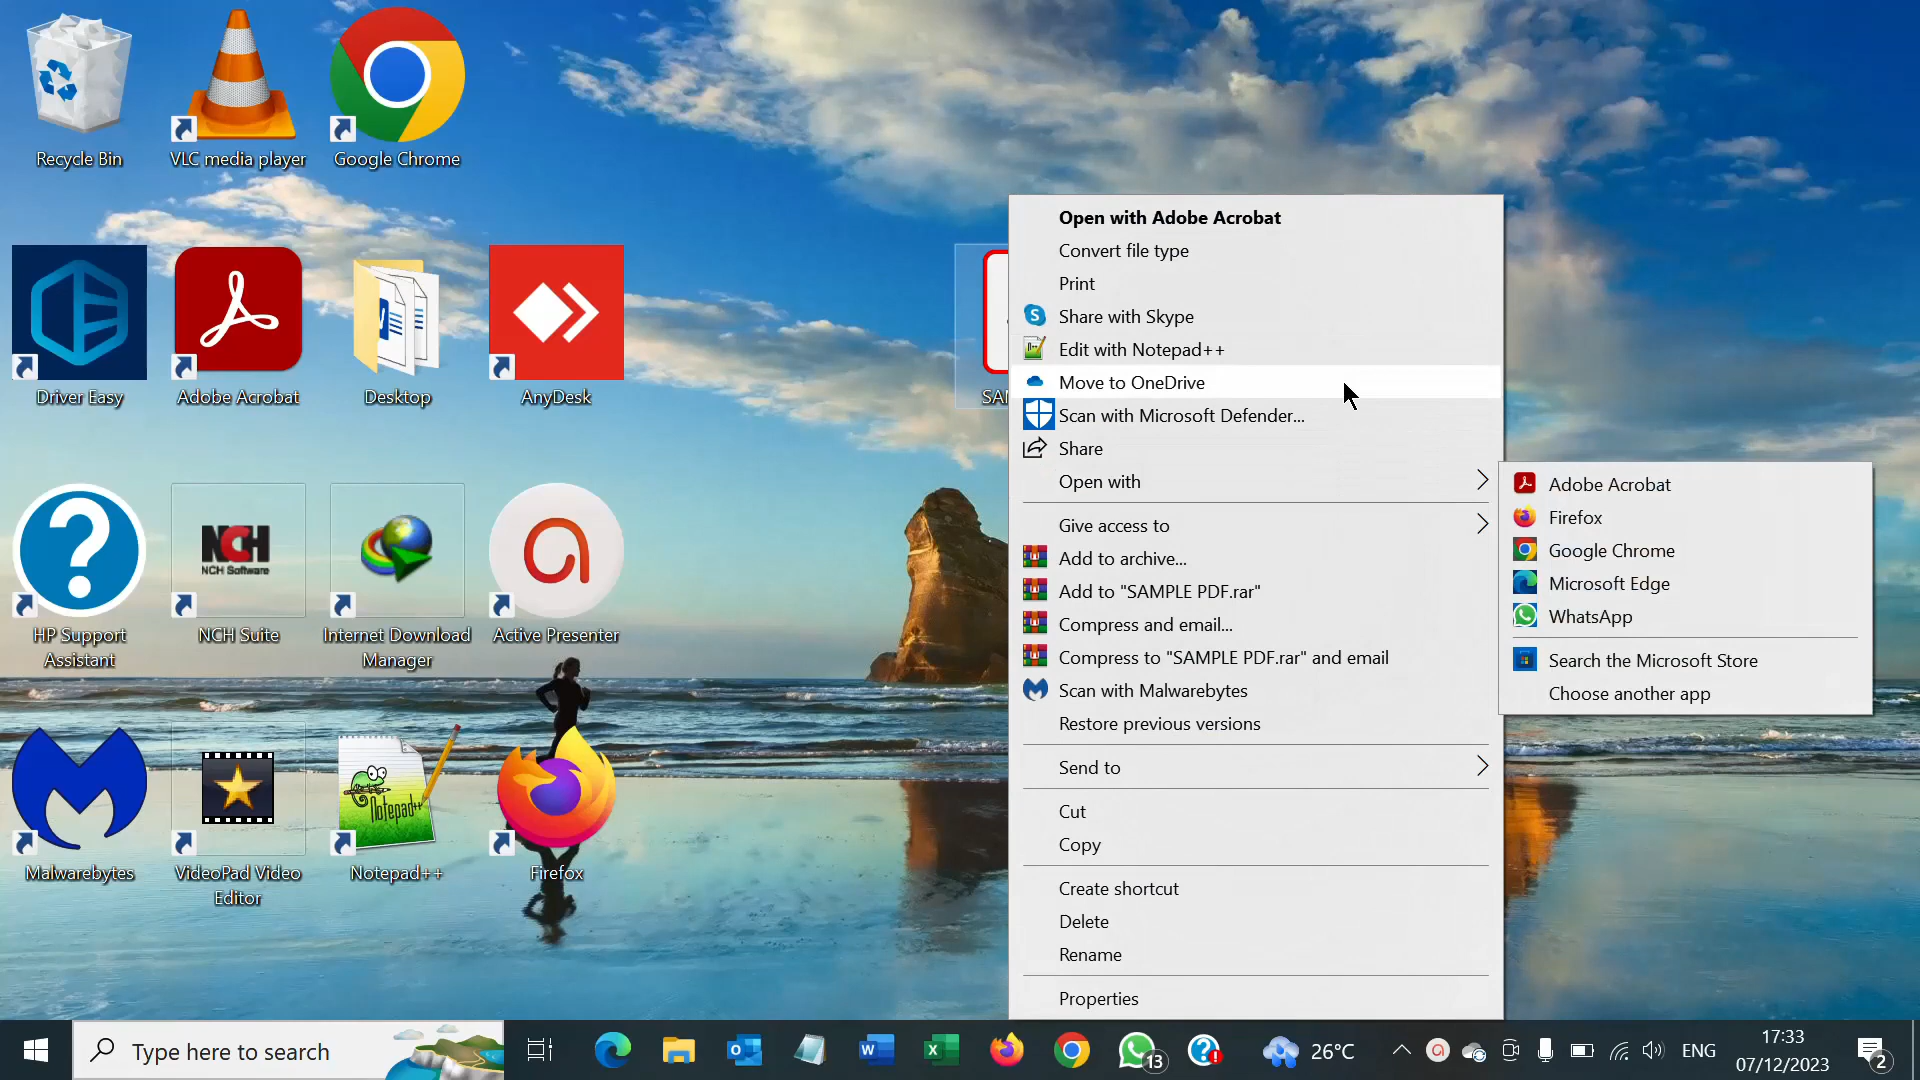 Recycle Bin
VLC media player
Google Chrome
Driver Easy
Adobe Acrobat
Desktop
AnyDesk
HP Support
Assistant
NCH Software
NCH Suite
Internet Download
Manager
Active Presenter
Malwarebytes
VideoPad Video
Editor
Notepad++
Notepad++
Firefox
Open with Adobe Acrobat
Convert file type
Print
Share with Skype
Edit with Notepad++
Move to OneDrive
Scan with Microsoft Defender...
Share
Open with
Give access to
Add to archive...
Add to "SAMPLE PDF.rar"
Compress and email...
Compress to "SAMPLE PDF.rar" and email
Scan with Malwarebytes
Restore previous versions
Send to
Cut
Copy
Create shortcut
Delete
Rename
Properties
Adobe Acrobat
Firefox
Google Chrome
Microsoft Edge
WhatsApp
Search the Microsoft Store
Choose another app
Type here to search
13
26°C
ENG
17:33
07/12/2023
2